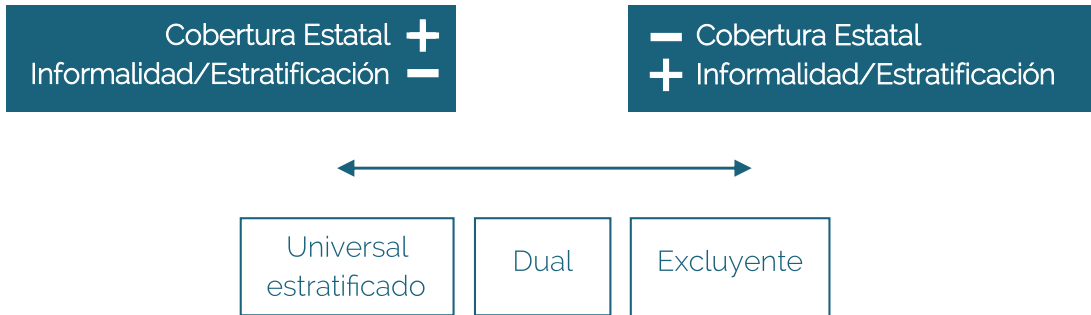 Cobertura Estatal +
Informalidad/Estratificación −
− Cobertura Estatal
+ Informalidad/Estratificación
Universal
estratificado
Dual
Excluyente